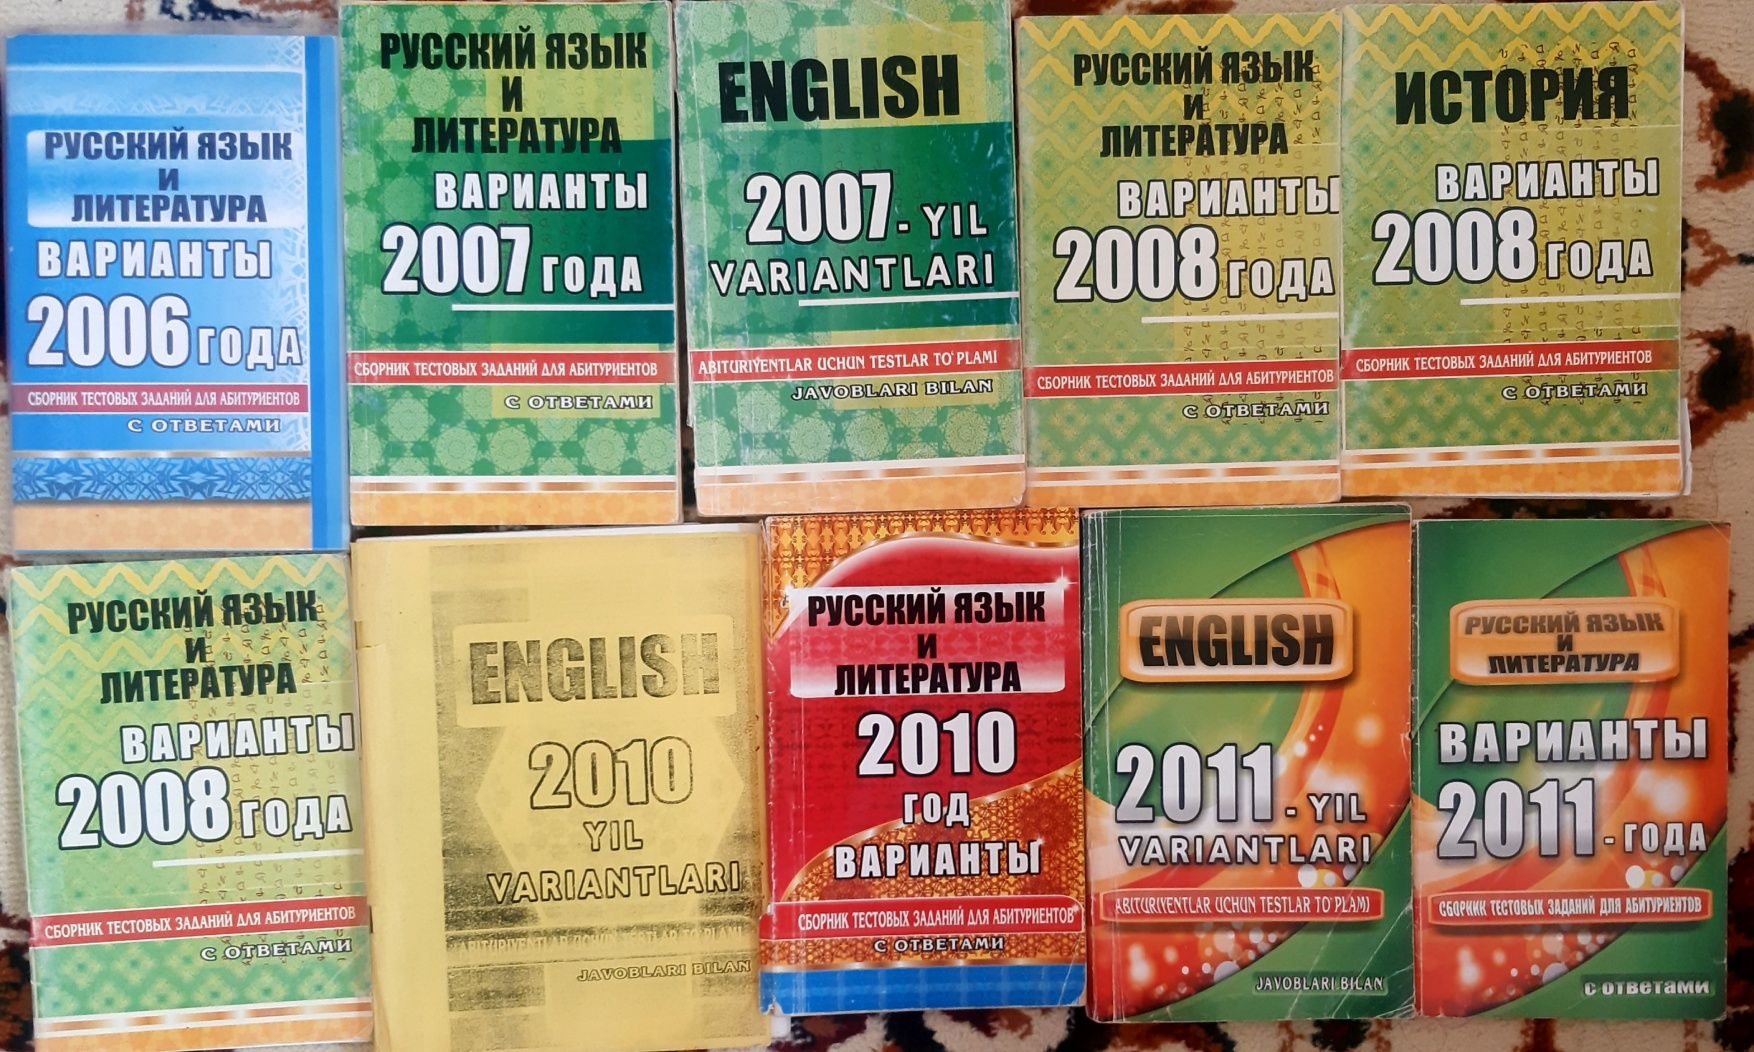 РУССКИЙ ЯЗЫК
И
ЛИТЕРАТУРА
ВАРИАНТЫ
2006 ГОДА
СБОРНИК ТЕСТОВЫХ ЗАДАНИЙ ДЛЯ АБИТУРИЕНТОВ
С ОТВЕТАМИ
РУССКИЙ ЯЗЫК
И
ЛИТЕРАТУРА
ВАРИАНТЫ
2007 ГОДА
СБОРНИК ТЕСТОВЫХ ЗАДАНИЙ ДЛЯ АБИТУРИЕНТОВ
С ОТВЕТАМИ
ENGLISH
2007 - YIL
VARIANTLARI
ABITURIYENTLAR UCHUN TESTLAR TO'PLAMI
JAVOBLARI BILAN
РУССКИЙ ЯЗЫК
И
ЛИТЕРАТУРА
ВАРИАНТЫ
2008 ГОДА
СБОРНИК ТЕСТОВЫХ ЗАДАНИЙ ДЛЯ АБИТУРИЕНТОВ
С ОТВЕТАМИ
ИСТОРИЯ
ВАРИАНТЫ
2008 ГОДА
СБОРНИК ТЕСТОВЫХ ЗАДАНИЙ ДЛЯ АБИТУРИЕНТОВ
С ОТВЕТАМИ
РУССКИЙ ЯЗЫК
И
ЛИТЕРАТУРА
ВАРИАНТЫ
2008 ГОДА
СБОРНИК ТЕСТОВЫХ ЗАДАНИЙ ДЛЯ АБИТУРИЕНТОВ
С ОТВЕТАМИ
ENGLISH
2010
YIL
VARIANTLARI
ABITURIYENTLAR UCHUN TESTLAR TO'PLAMI
JAVOBLARI BILAN
РУССКИЙ ЯЗЫК
И
ЛИТЕРАТУРА
2010
ГОД
ВАРИАНТЫ
СБОРНИК ТЕСТОВЫХ ЗАДАНИЙ ДЛЯ АБИТУРИЕНТОВ
С ОТВЕТАМИ
ENGLISH
2011 - YIL
VARIANTLARI
ABITURIYENTLAR UCHUN TESTLAR TO'PLAMI
JAVOBLARI BILAN
РУССКИЙ ЯЗЫК
И
ЛИТЕРАТУРА
ВАРИАНТЫ
2011 - ГОДА
СБОРНИК ТЕСТОВЫХ ЗАДАНИЙ ДЛЯ АБИТУРИЕНТОВ
С ОТВЕТАМИ